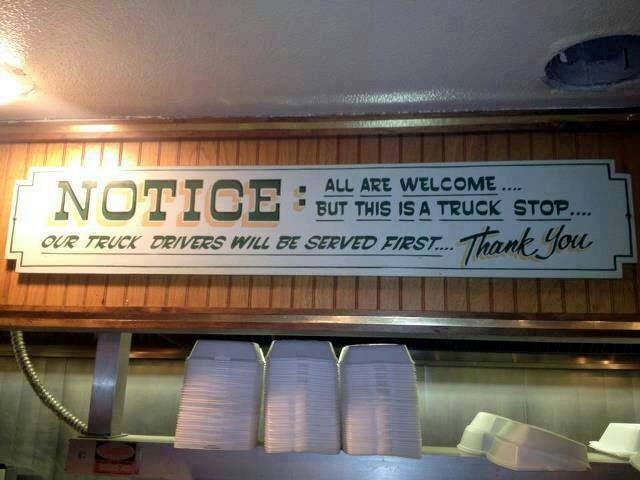 NOTICE:
ALL ARE WELCOME....
BUT THIS IS A TRUCK STOP....
OUR TRUCK DRIVERS WILL BE SERVED FIRST.... Thank You